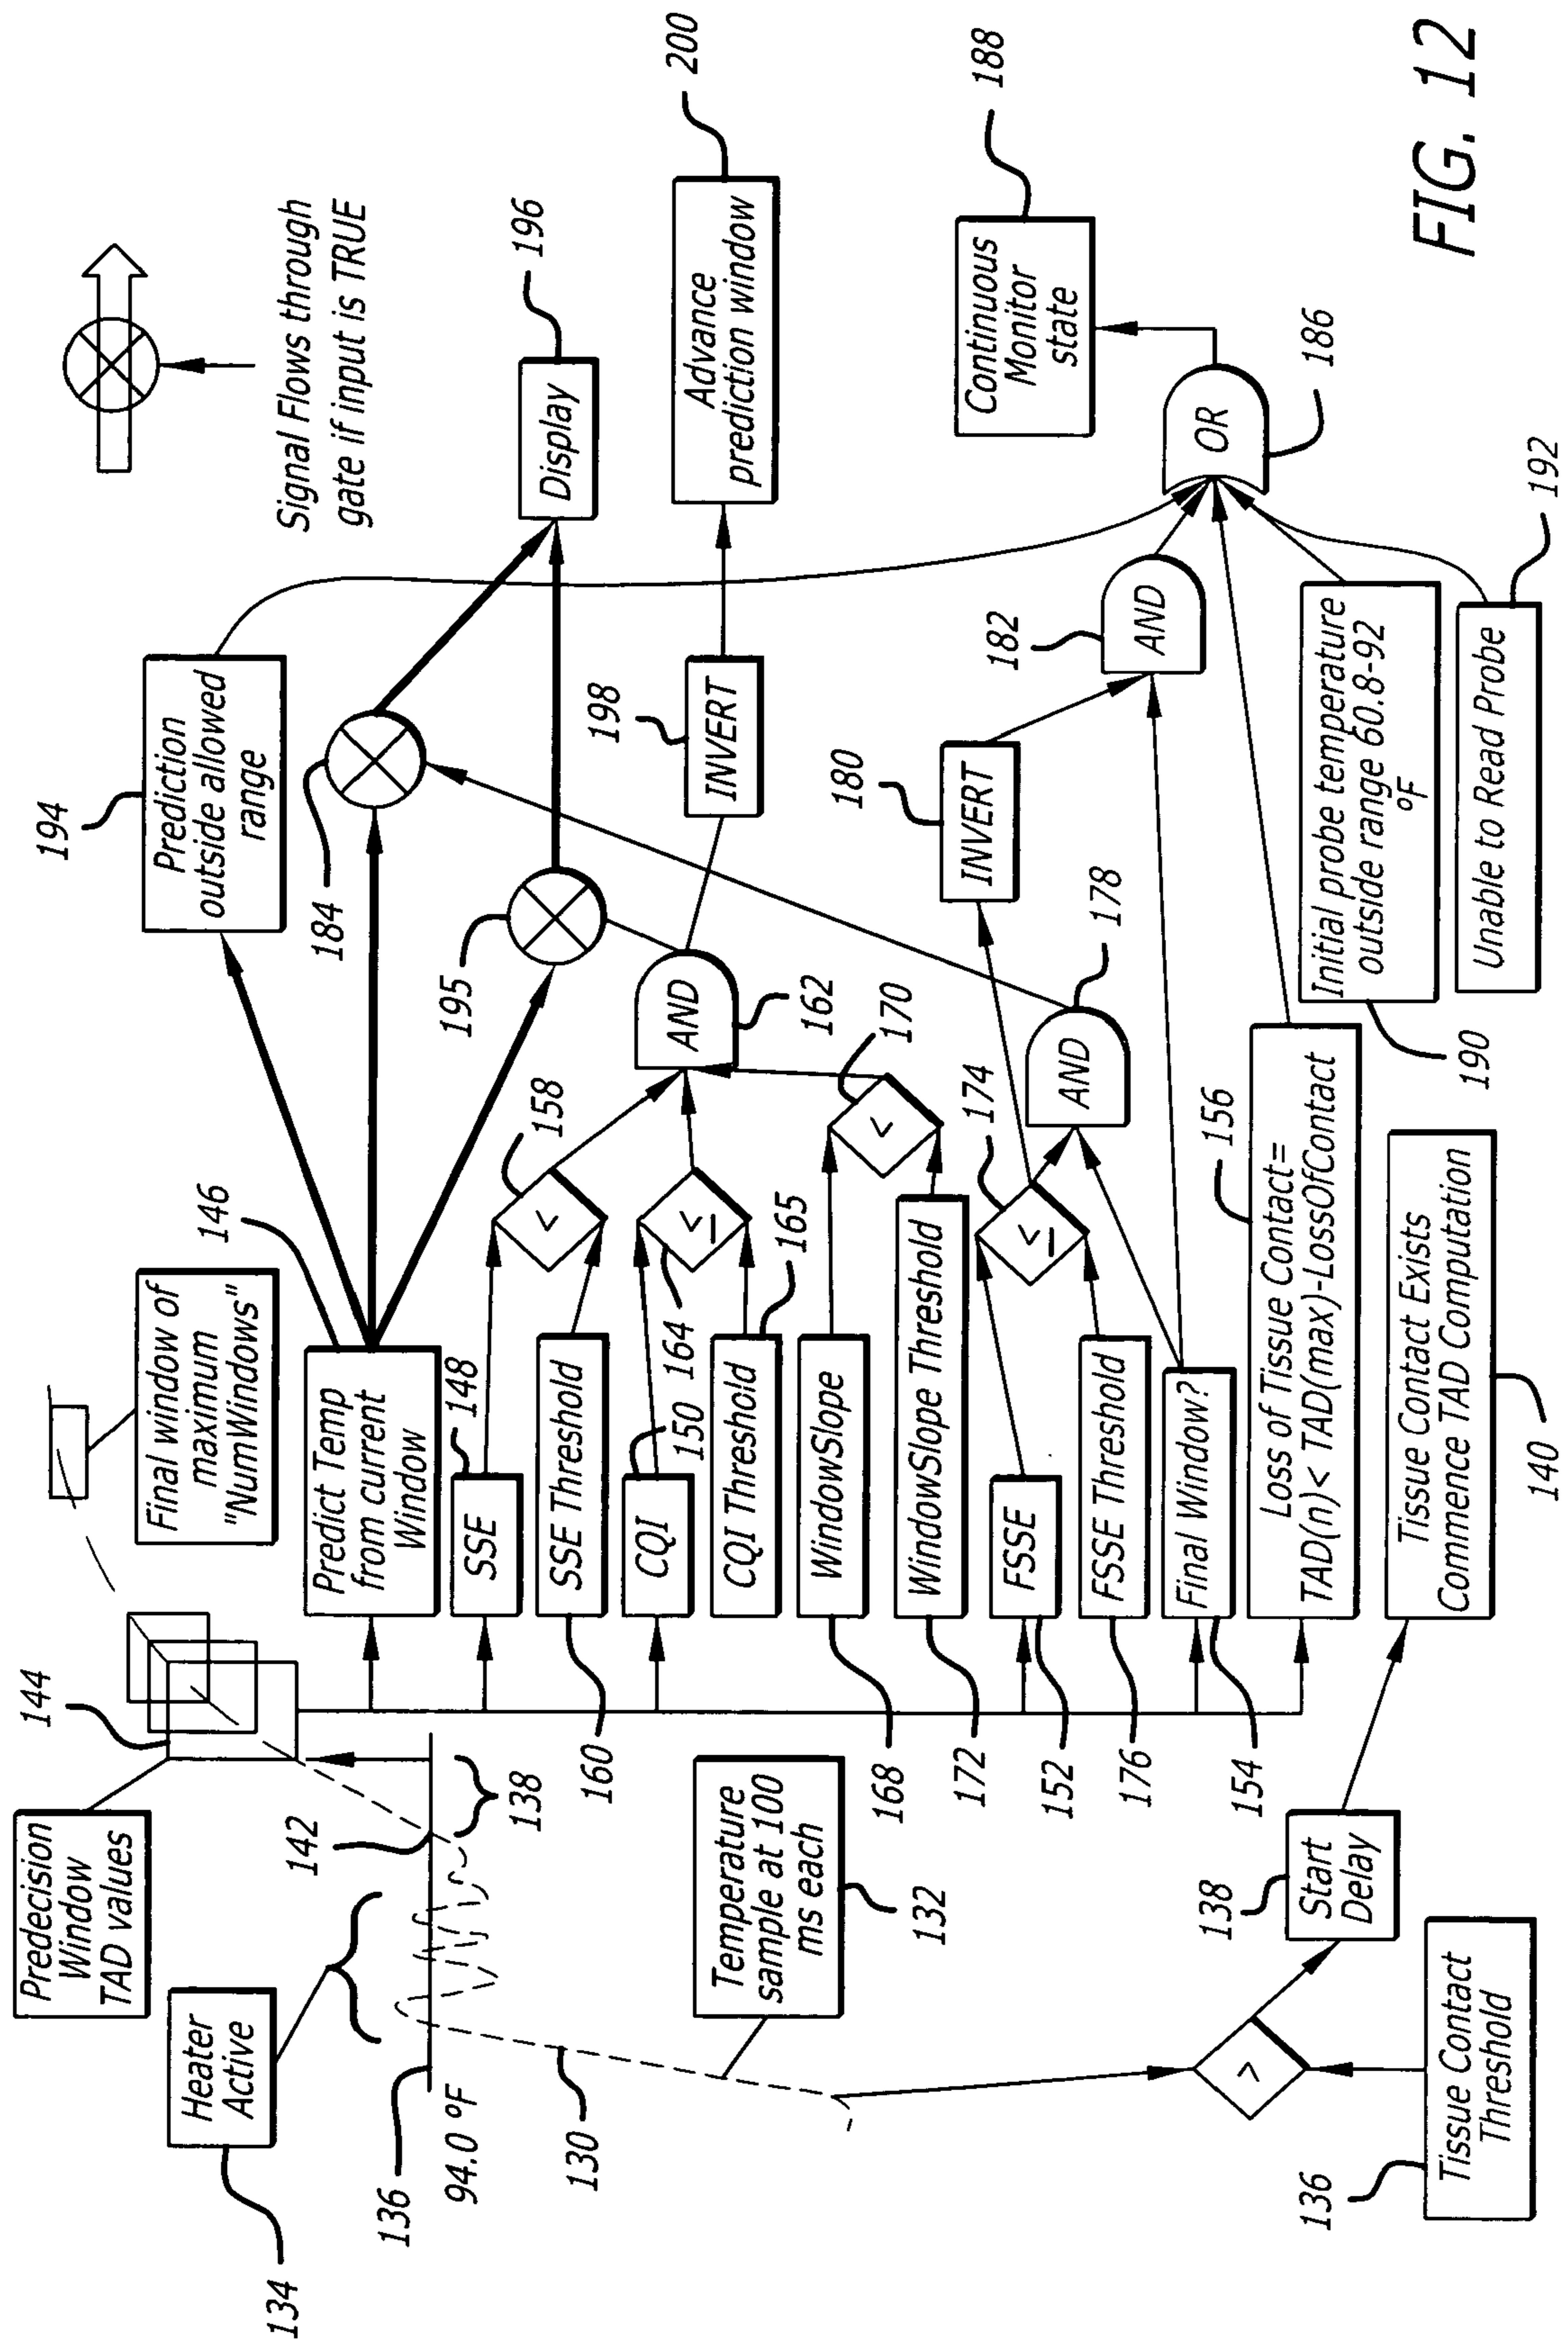 134
Heater
Active
Predecision
Window
TAD values
144
Final window of
maximum
"NumWindows"
146
194
Prediction
outside allowed
range
Signal Flows through
gate if input is TRUE
136
94.0 °F
142
138
Predict Temp
from current
Window
184
195
Display
196
130
Temperature
sample at 100
ms each
132
148
SSE
<
158
SSE Threshold
160
150
CQI
164
≤
CQI Threshold
165
AND
162
198
INVERT
Advance
prediction window
200
WindowSlope
168
<
170
WindowSlope Threshold
172
FSSE
152
≤
174
180
INVERT
FSSE Threshold
176
AND
178
182
AND
Continuous
Monitor
state
188
Final Window?
154
OR
186
156
Loss of Tissue Contact=
TAD(n)< TAD(max)-LossOfContact
136
Tissue Contact
Threshold
>
138
Start
Delay
Tissue Contact Exists
Commence TAD Computation
140
190
Initial probe temperature
outside range 60.8-92
°F
Unable to Read Probe
192
FIG. 12